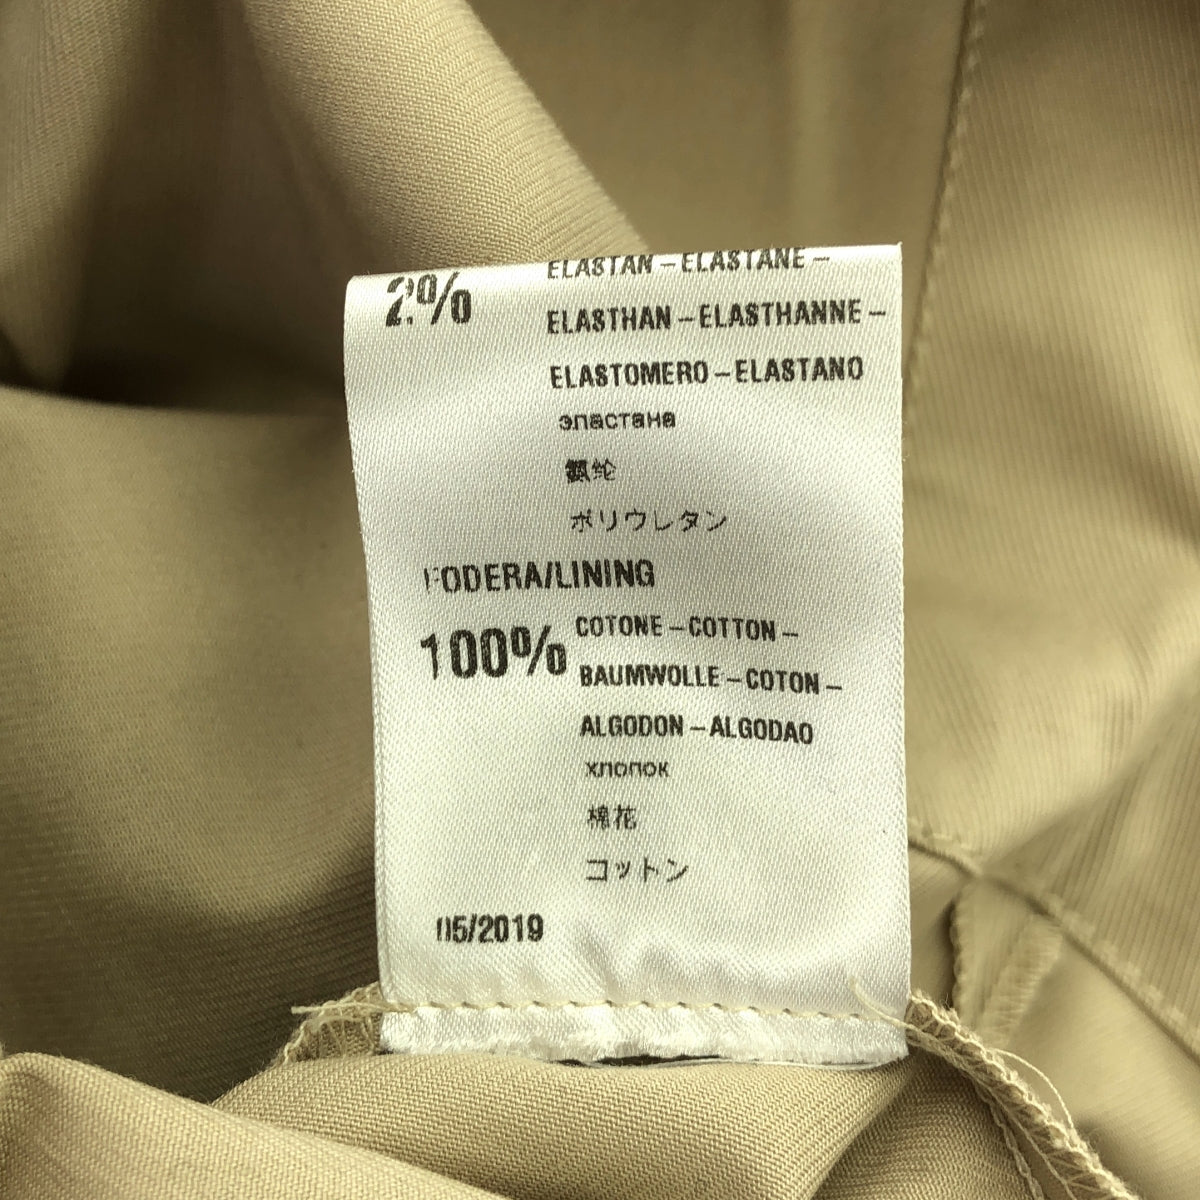 2% ELASTAN – ELASTANE –
ELASTHAN – ELASTHANNE –
ELASTOMERO – ELASTANO
эластана
氨纶
ポリウレタン
FODERA/LINING
100% COTONE – COTTON –
BAUMWOLLE – COTON –
ALGODON – ALGODAO
хлопок
棉花
コットン
05/2019